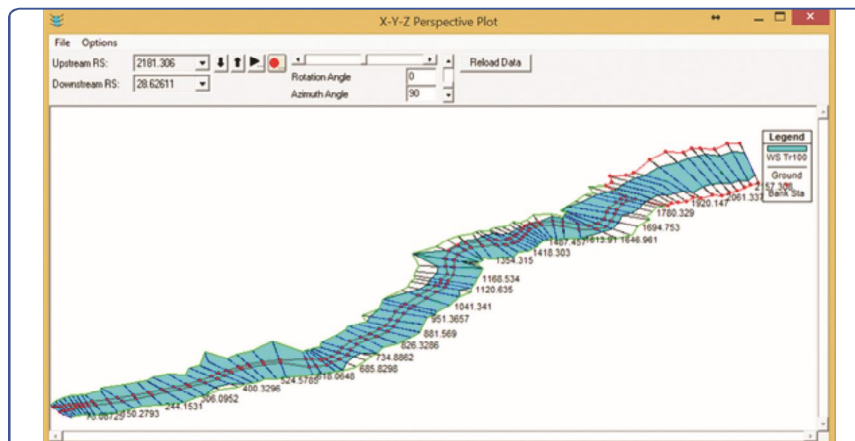 X-Y-Z Perspective Plot
File Options
Upstream RS: 2181.306
Reload Data
Rotation Angle 0
Downstream RS: 28.62611
Azimuth Angle 90
Legend
WS Tr100
Ground
Bank Sta
2061.337
1920.147
1780.329
1694.753
1646.961
1487.457
1418.303
1354.315
1168.534
1120.635
1041.341
951.3657
881.569
826.3286
734.8862
685.8298
524.5785
400.3296
306.0952
244.1531
150.2793